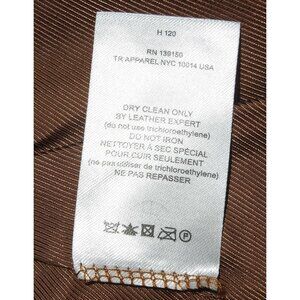 H 120
RN 139150
TR APPAREL NYC 10014 USA
DRY CLEAN ONLY
BY LEATHER EXPERT
(do not use trichloroethylene)
DO NOT IRON
NETTOYER À SEC SPÉCIAL
POUR CUIR SEULEMENT
(ne pas utiliser de trichloroéthylène)
NE PAS REPASSER
P